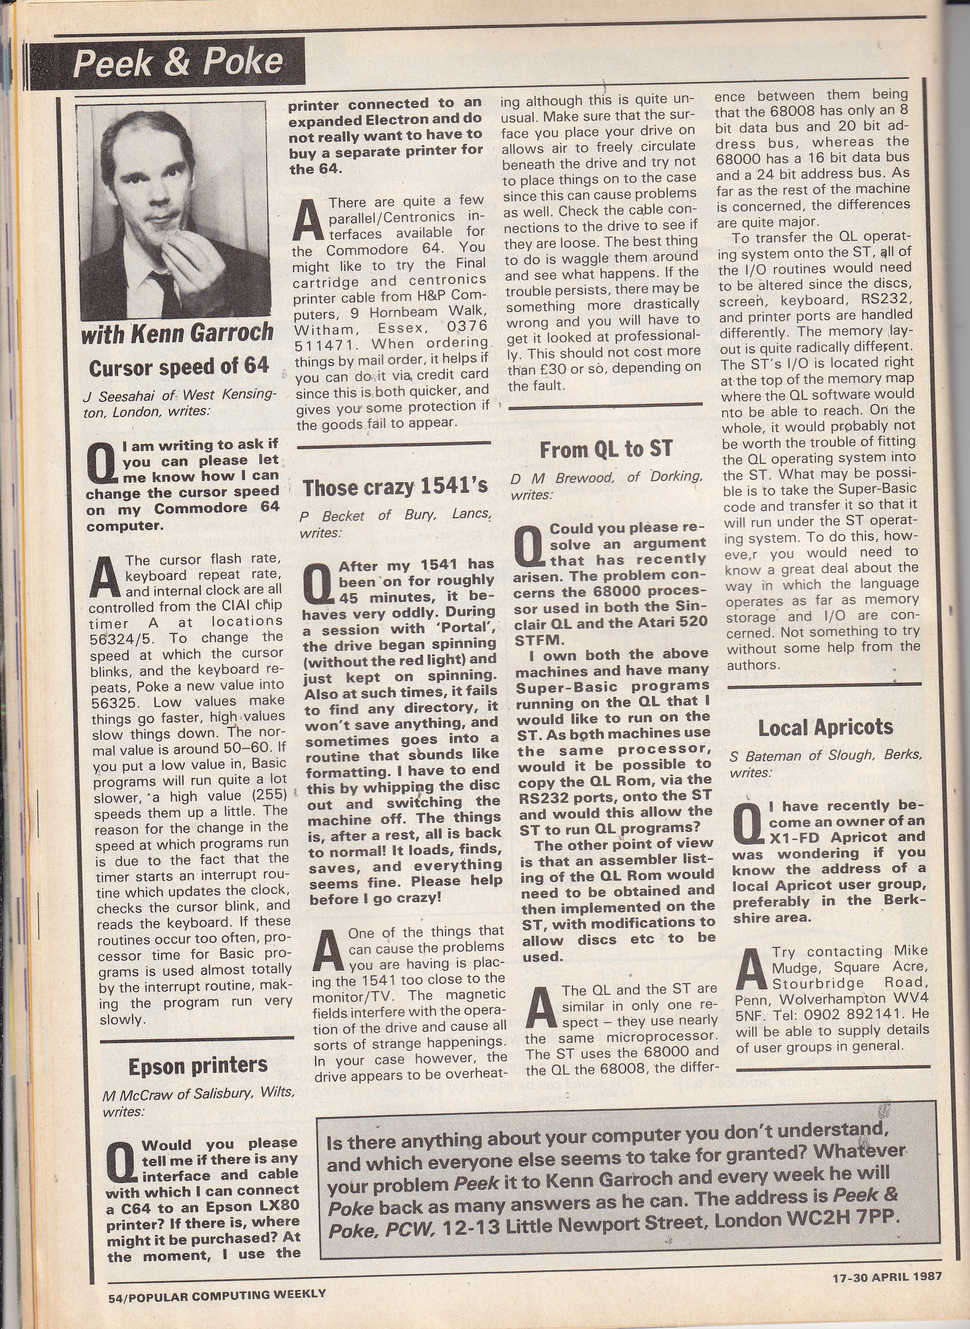 Peek & Poke
with Kenn Garroch
Cursor speed of 64
J Seesahai of West Kensing-
ton, London, writes:
Q I am writing to ask if
you can please let
me know how I can
change the cursor speed
on my Commodore 64
computer.
A The cursor flash rate,
keyboard repeat rate,
and internal clock are all
controlled from the CIAI chip
timer A at locations
56324/5. To change the
speed at which the cursor
blinks, and the keyboard re-
peats, Poke a new value into
56325. Low values make
things go faster, high values
slow things down. The nor-
mal value is around 50–60. If
you put a low value in, Basic
programs will run quite a lot
slower, a high value (255)
speeds them up a little. The
reason for the change in the
speed at which programs run
is due to the fact that the
timer starts an interrupt rou-
tine which updates the clock,
checks the cursor blink, and
reads the keyboard. If these
routines occur too often, pro-
cessor time for Basic pro-
grams is used almost totally
by the interrupt routine, mak-
ing the program run very
slowly.
Epson printers
M McCraw of Salisbury, Wilts,
writes:
Q Would you please
tell me if there is any
interface and cable
with which I can connect
a C64 to an Epson LX80
printer? If there is, where
might it be purchased? At
the moment, I use the
printer connected to an
expanded Electron and do
not really want to have to
buy a separate printer for
the 64.
A There are quite a few
parallel/Centronics in-
terfaces available for
the Commodore 64. You
might like to try the Final
cartridge and centronics
printer cable from H&P Com-
puters, 9 Hornbeam Walk,
Witham, Essex, 0376
511471. When ordering
things by mail order, it helps if
you can do it via credit card
since this is both quicker, and
gives you some protection if
the goods fail to appear.
Those crazy 1541's
P Becket of Bury, Lancs,
writes:
Q After my 1541 has
been on for roughly
45 minutes, it be-
haves very oddly. During
a session with 'Portal',
the drive began spinning
(without the red light) and
just kept on spinning.
Also at such times, it fails
to find any directory, it
won't save anything, and
sometimes goes into a
routine that sounds like
formatting. I have to end
this by whipping the disc
out and switching the
machine off. The things
is, after a rest, all is back
to normal! It loads, finds,
saves, and everything
seems fine. Please help
before I go crazy!
A One of the things that
can cause the problems
you are having is plac-
ing the 1541 too close to the
monitor/TV. The magnetic
fields interfere with the opera-
tion of the drive and cause all
sorts of strange happenings.
In your case however, the
drive appears to be overheat-
ing although this is quite un-
usual. Make sure that the sur-
face you place your drive on
allows air to freely circulate
beneath the drive and try not
to place things on to the case
since this can cause problems
as well. Check the cable con-
nections to the drive to see if
they are loose. The best thing
to do is waggle them around
and see what happens. If the
trouble persists, there may be
something more drastically
wrong and you will have to
get it looked at professional-
ly. This should not cost more
than £30 or so, depending on
the fault.
From QL to ST
D M Brewood, of Dorking,
writes:
Q Could you please re-
solve an argument
that has recently
arisen. The problem con-
cerns the 68000 proces-
sor used in both the Sin-
clair QL and the Atari 520
STFM.
I own both the above
machines and have many
Super-Basic programs
running on the QL that I
would like to run on the
ST. As both machines use
the same processor,
would it be possible to
copy the QL Rom, via the
RS232 ports, onto the ST
and would this allow the
ST to run QL programs?
The other point of view
is that an assembler list-
ing of the QL Rom would
need to be obtained and
then implemented on the
ST, with modifications to
allow discs etc to be
used.
A The QL and the ST are
similar in only one re-
spect – they use nearly
the same microprocessor.
The ST uses the 68000 and
the QL the 68008, the differ-
ence between them being
that the 68008 has only an 8
bit data bus and 20 bit ad-
dress bus, whereas the
68000 has a 16 bit data bus
and a 24 bit address bus. As
far as the rest of the machine
is concerned, the differences
are quite major.
To transfer the QL operat-
ing system onto the ST, all of
the I/O routines would need
to be altered since the discs,
screen, keyboard, RS232,
and printer ports are handled
differently. The memory lay-
out is quite radically different.
The ST's I/O is located right
at the top of the memory map
where the QL software would
nto be able to reach. On the
whole, it would probably not
be worth the trouble of fitting
the QL operating system into
the ST. What may be possi-
ble is to take the Super-Basic
code and transfer it so that it
will run under the ST operat-
ing system. To do this, how-
eve,r you would need to
know a great deal about the
way in which the language
operates as far as memory
storage and I/O are con-
cerned. Not something to try
without some help from the
authors.
Local Apricots
S Bateman of Slough, Berks,
writes:
Q I have recently be-
come an owner of an
X1-FD Apricot and
was wondering if you
know the address of a
local Apricot user group,
preferably in the Berk-
shire area.
A Try contacting Mike
Mudge, Square Acre,
Stourbridge Road,
Penn, Wolverhampton WV4
5NF. Tel: 0902 892141. He
will be able to supply details
of user groups in general.
Is there anything about your computer you don't understand,
and which everyone else seems to take for granted? Whatever
your problem Peek it to Kenn Garroch and every week he will
Poke back as many answers as he can. The address is Peek &
Poke, PCW, 12-13 Little Newport Street, London WC2H 7PP.
54/POPULAR COMPUTING WEEKLY
17-30 APRIL 1987